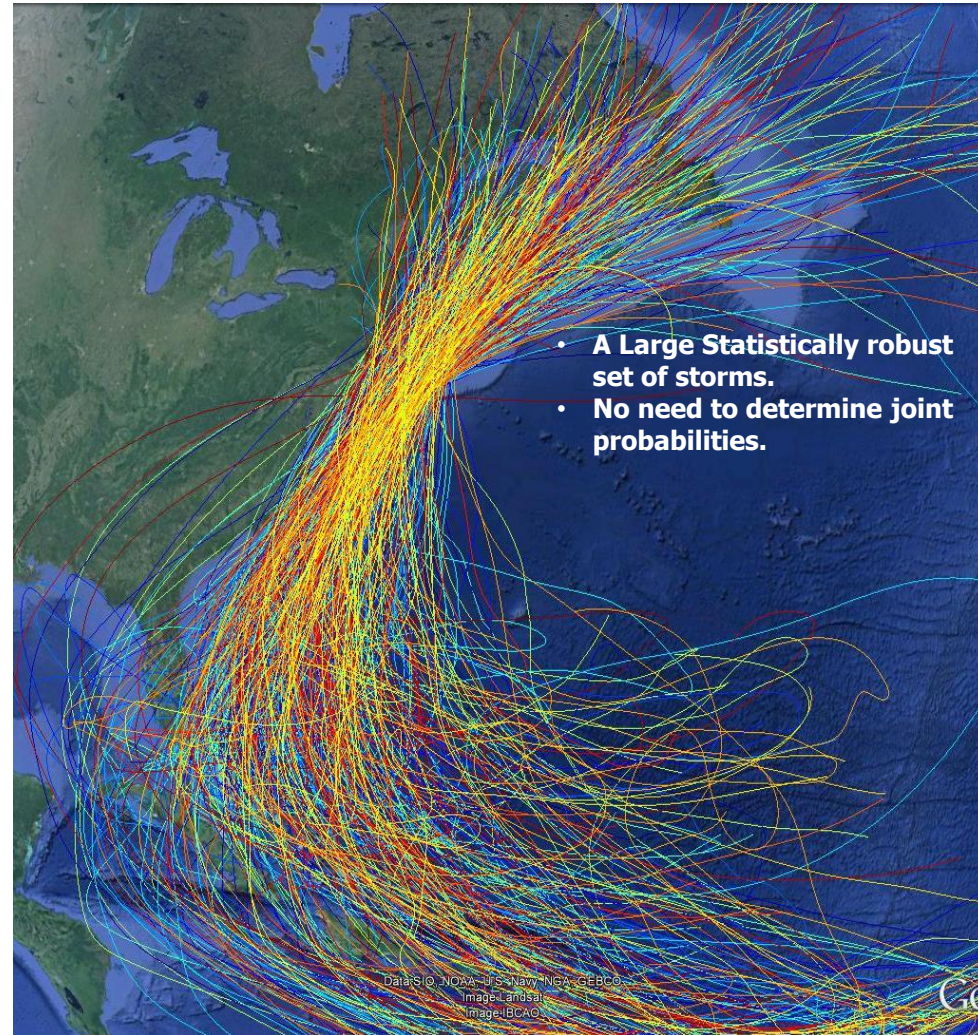 • A Large Statistically robust
set of storms.
• No need to determine joint
probabilities.
Data SIO, NOAA, U.S. Navy, NGA, GEBCO
Image Landsat
Image IBCAO
Go